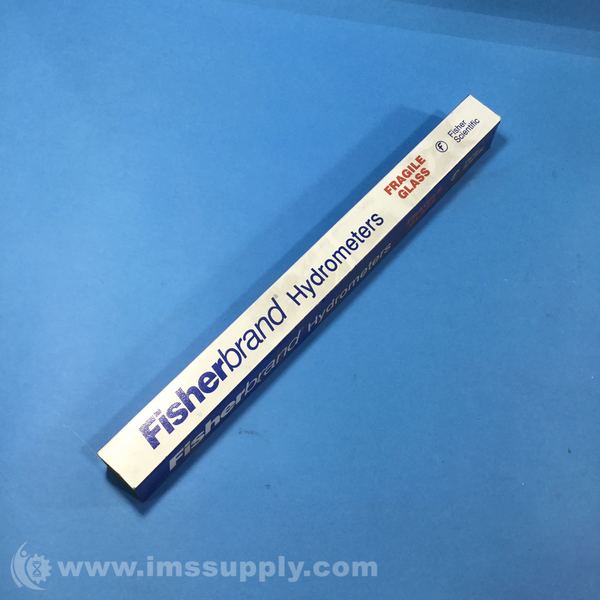 Fisherbrand® Hydrometers
FRAGILE
GLASS
Fisher
Scientific
Fisherbrand® Hydrometers
www.imssupply.com